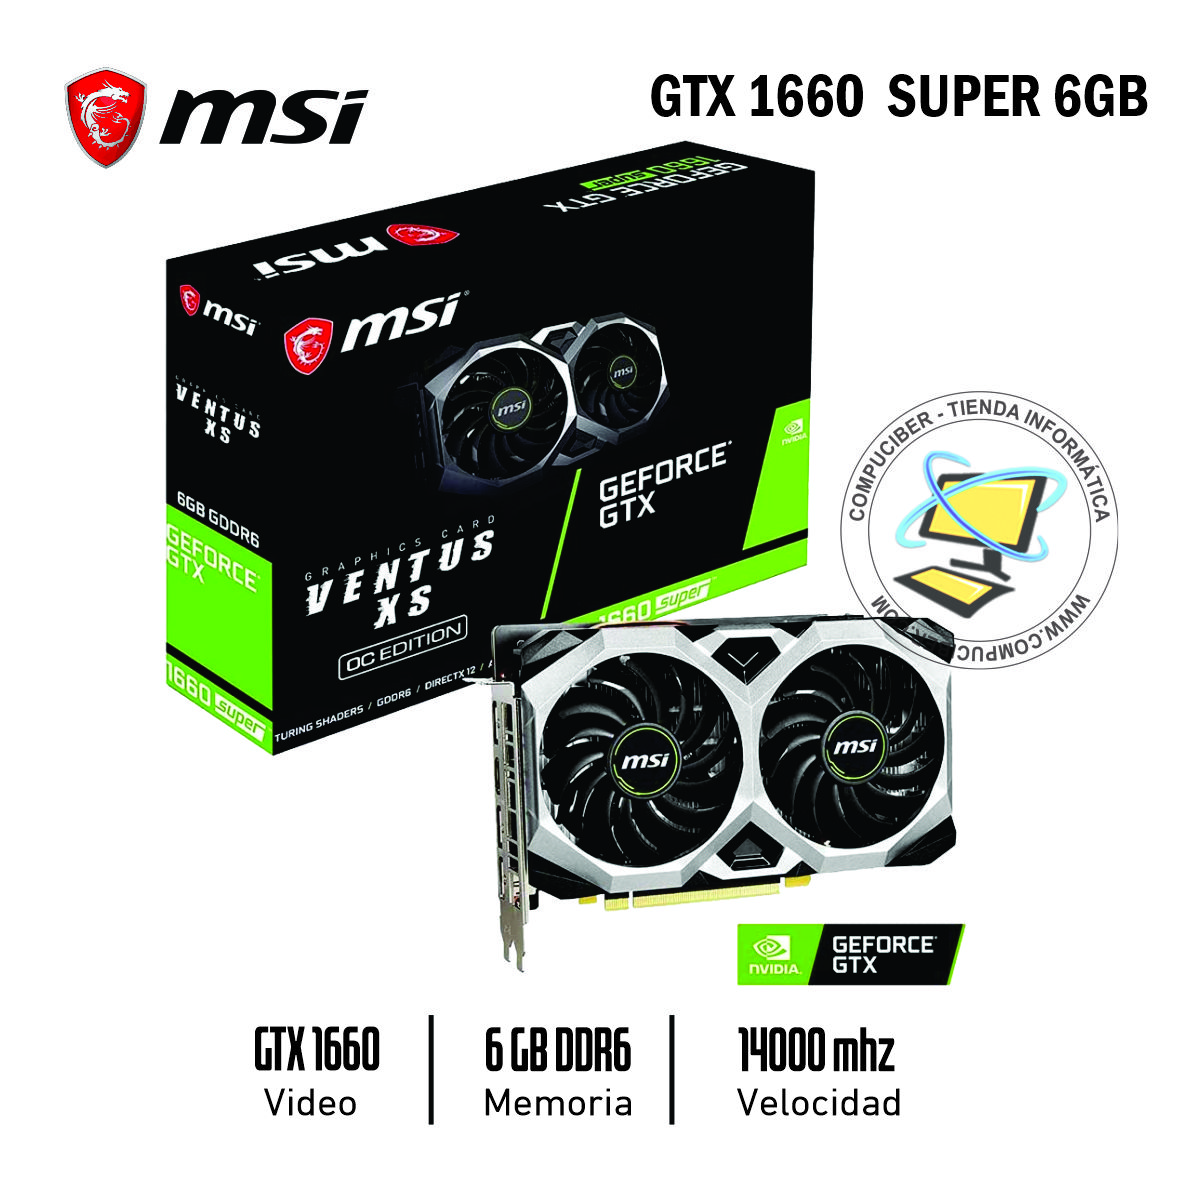 msi
GTX 1660 SUPER 6GB
GEFORCE GTX
1660 super
msi
msi
VENTUS
XS
6GB GDDR6
GEFORCE
GTX
1660 super
msi
msi
msi
NVIDIA
GEFORCE
GTX
GRAPHICS CARD
VENTUS
XS
OC EDITION
1660 super
TURING SHADERS / GDDR6 / DIRECTX 12 /
COMPUCIBER - TIENDA INFORMÁTICA
msi
msi
NVIDIA
GEFORCE
GTX
GTX 1660
Video
6 GB DDR6
Memoria
14000 mhz
Velocidad